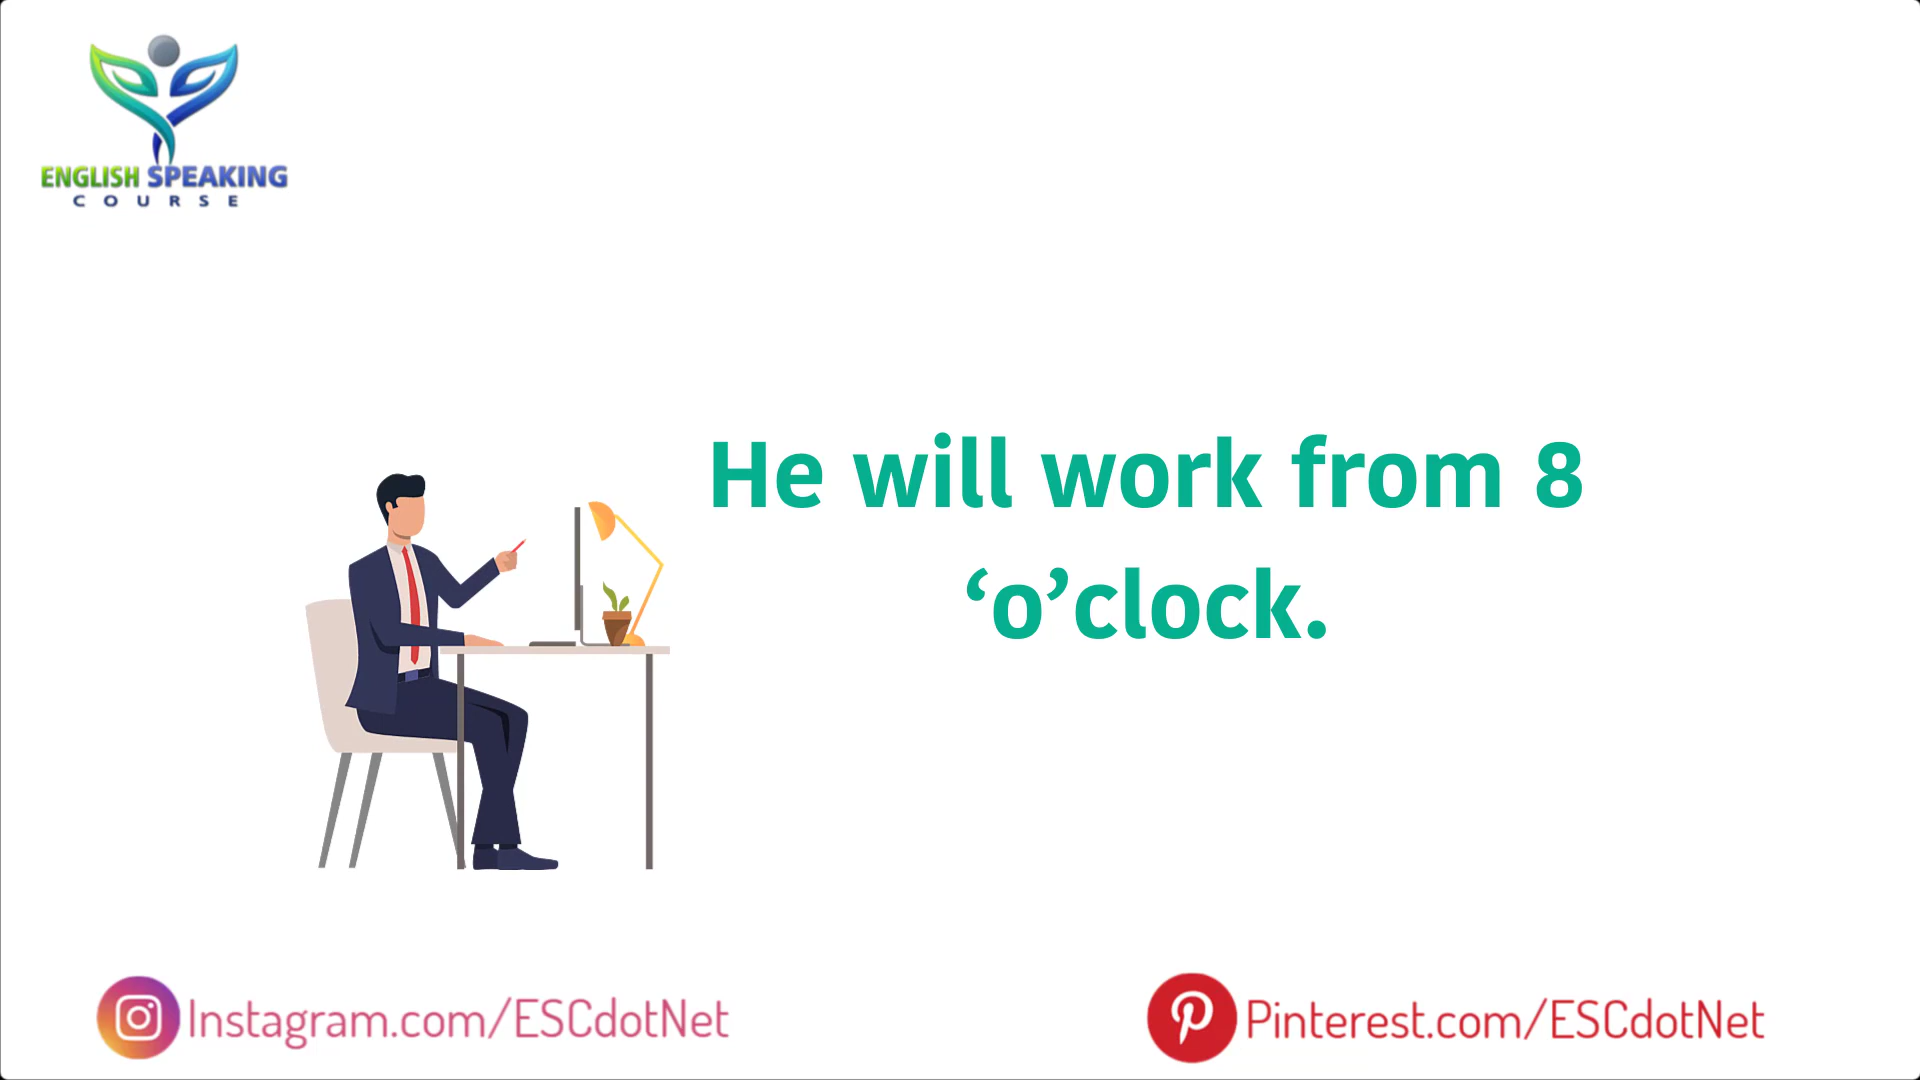 ENGLISH SPEAKING
COURSE
He will work from 8
‘o’clock.
Instagram.com/ESCdotNet
Pinterest.com/ESCdotNet